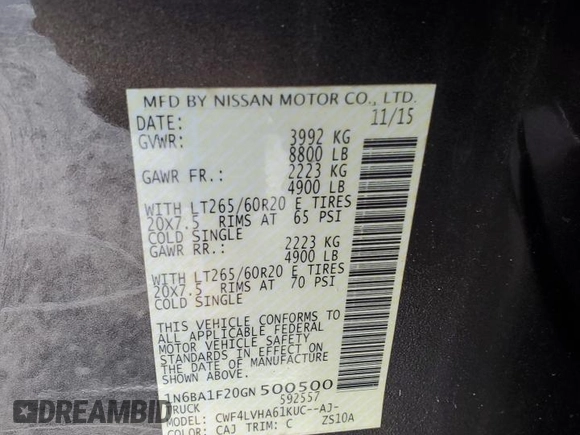 MFD BY NISSAN MOTOR CO., LTD.
DATE: 11/15
GVWR: 3992 KG
8800 LB
GAWR FR.: 2223 KG
4900 LB
WITH LT265/60R20 E TIRES
20X7.5 RIMS AT 65 PSI
COLD SINGLE
GAWR RR.: 2223 KG
4900 LB
WITH LT265/60R20 E TIRES
20X7.5 RIMS AT 70 PSI
COLD SINGLE
THIS VEHICLE CONFORMS TO
ALL APPLICABLE FEDERAL
MOTOR VEHICLE SAFETY
STANDARDS IN EFFECT ON THE
DATE OF MANUFACTURE SHOWN
ABOVE.
1N6BA1F20GN500500
TRUCK 592557
MODEL: CWF4LVHA61KUC--AJ-
COLOR: CAJ TRIM: C ZS10A
EPICVIN.COM